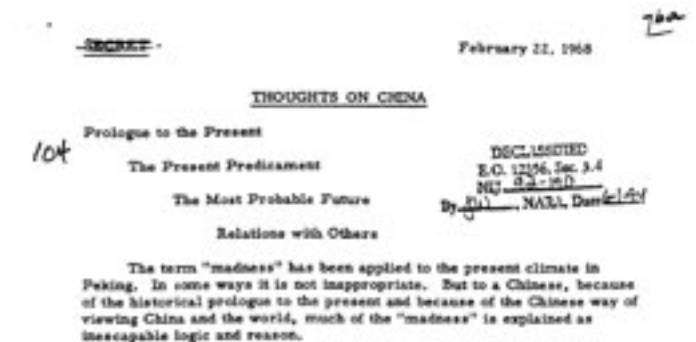 SECRET
February 22, 1968
THOUGHTS ON CHINA
104
Prologue to the Present
DECLASSIFIED
The Present Predicament
E.O. 12356, Sec. 3.4
NLJ
The Most Probable Future
By , NARA, Date
Relations with Others
The term "madness" has been applied to the present climate in
Peking. In some ways it is not inappropriate. But to a Chinese, because
of the historical prologue to the present and because of the Chinese way of
viewing China and the world, much of the "madness" is explained as
inescapable logic and reason.